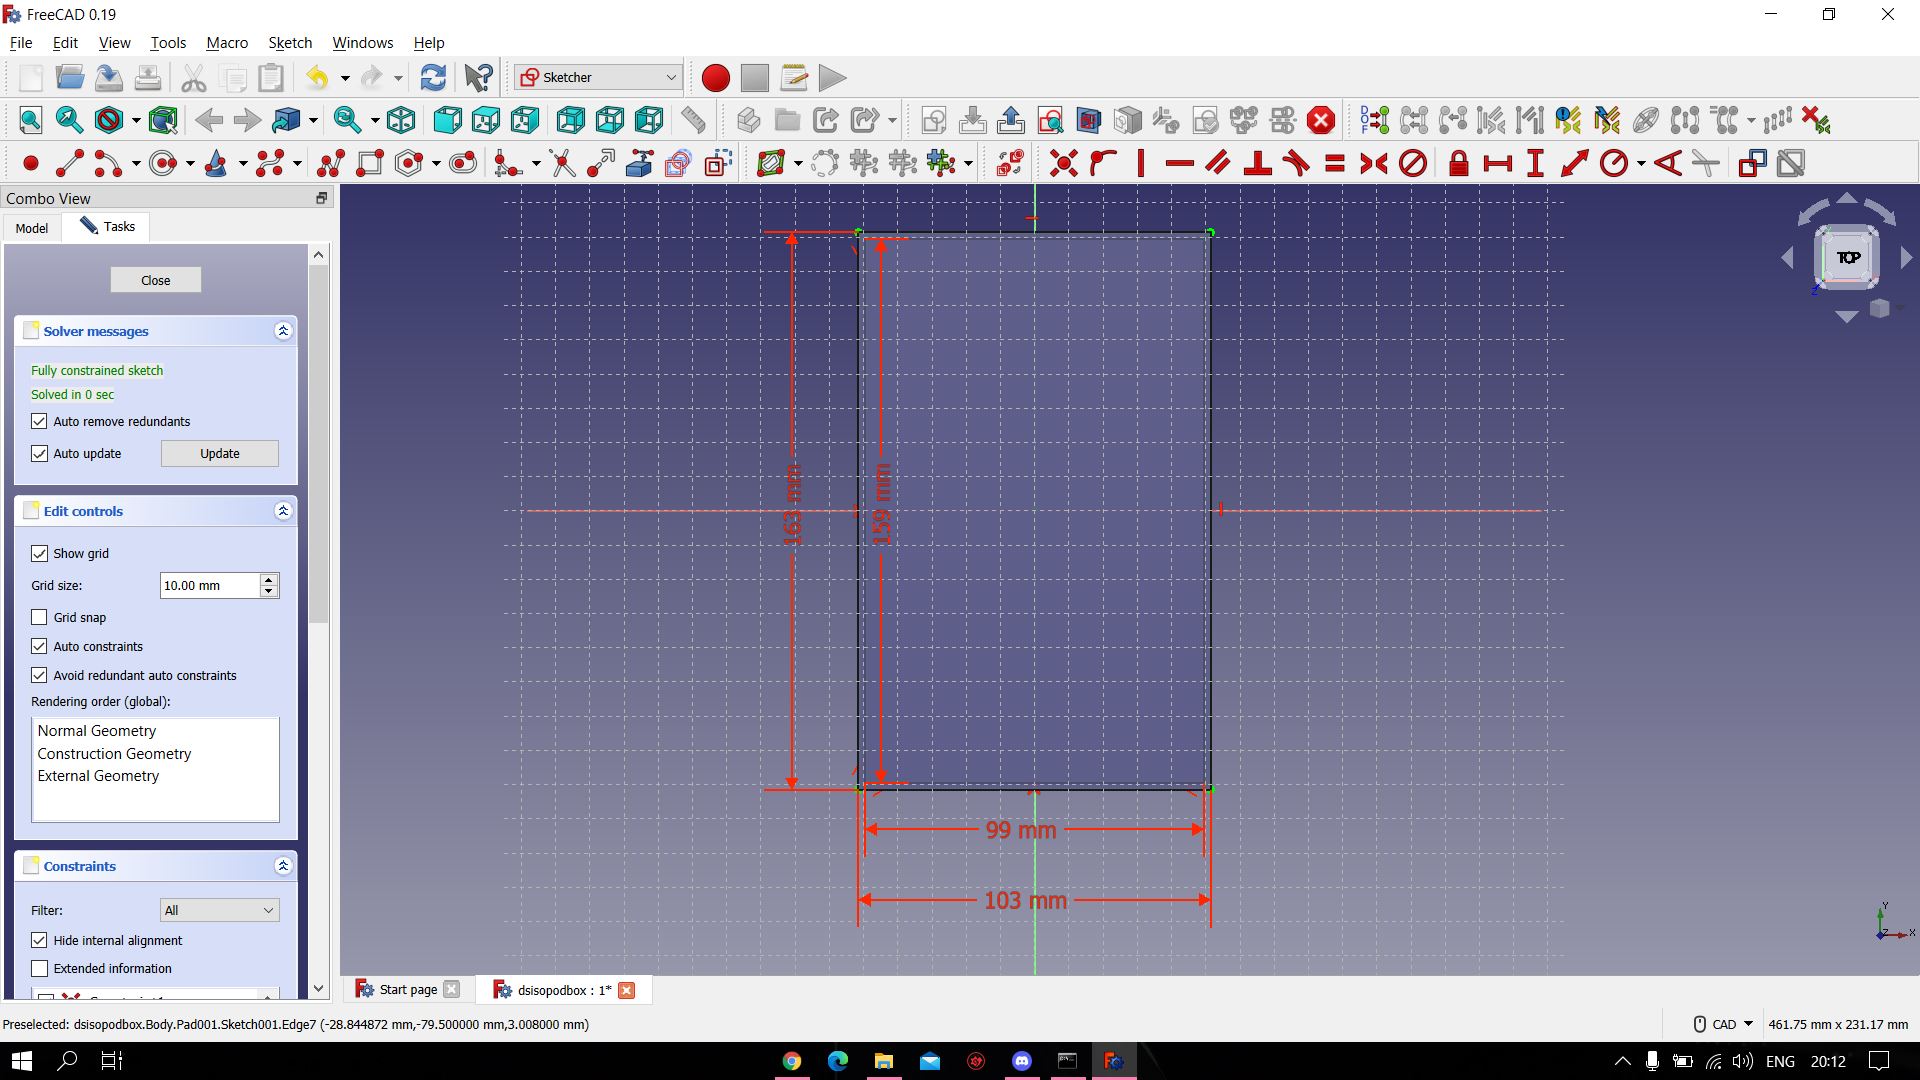 FreeCAD 0.19
File Edit View Tools Macro Sketch Windows Help
Sketcher
Combo View
Model Tasks
Close
Solver messages
Fully constrained sketch
Solved in 0 sec
Auto remove redundants
Auto update Update
Edit controls
Show grid
Grid size: 10.00 mm
Grid snap
Auto constraints
Avoid redundant auto constraints
Rendering order (global):
Normal Geometry
Construction Geometry
External Geometry
Constraints
Filter: All
Hide internal alignment
Extended information
163 mm
159 mm
99 mm
103 mm
TOP
Z
Y
Z
X
Start page
dsisopodbox : 1*
Preselected: dsisopodbox.Body.Pad001.Sketch001.Edge7 (-28.844872 mm,-79.500000 mm,3.008000 mm)
CAD 461.75 mm x 231.17 mm
ENG 20:12